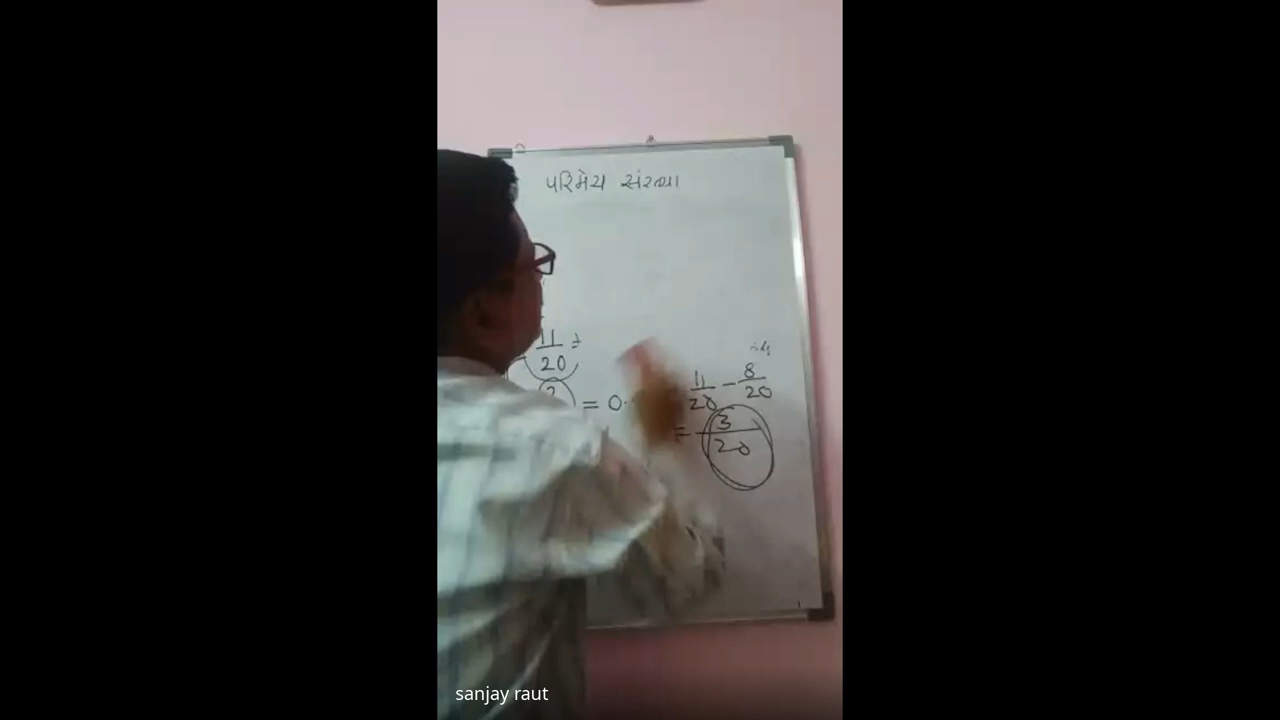 પરિમેય સંખ્યા
11
20
= 0.
11/20 - 8/20
= 3/20
sanjay raut